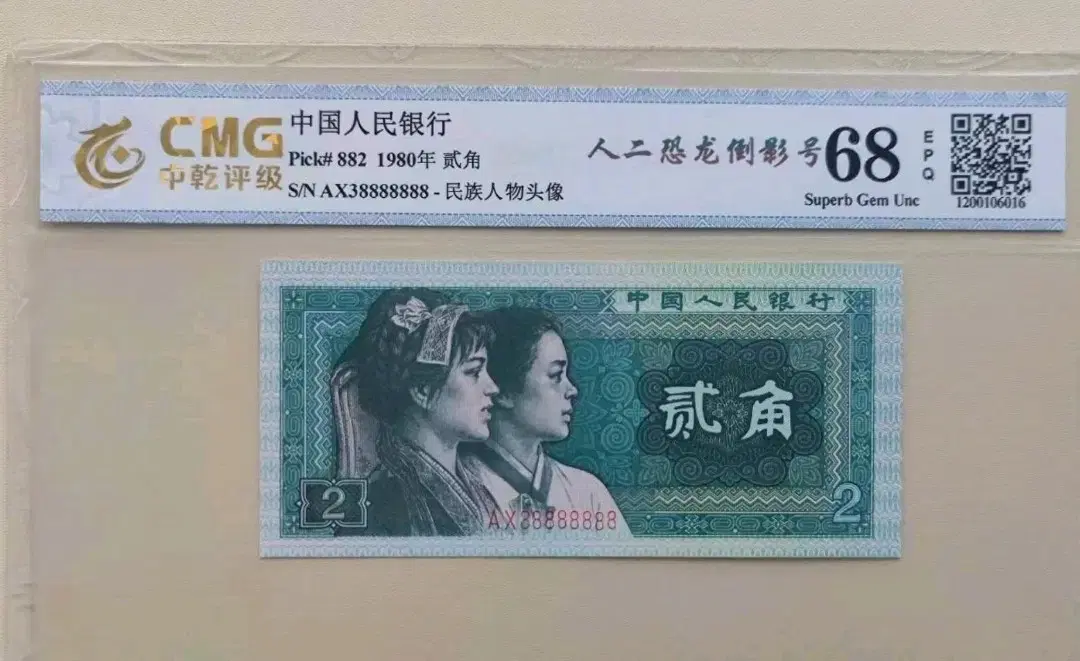 CMG
中乾评级
中国人民银行
Pick# 882 1980年 贰角
S/N AX38888888 - 民族人物头像
人二恐龙倒影号
68
EPQ
Superb Gem Unc
1200106016
中国人民银行
贰角
2
2
AX38888888